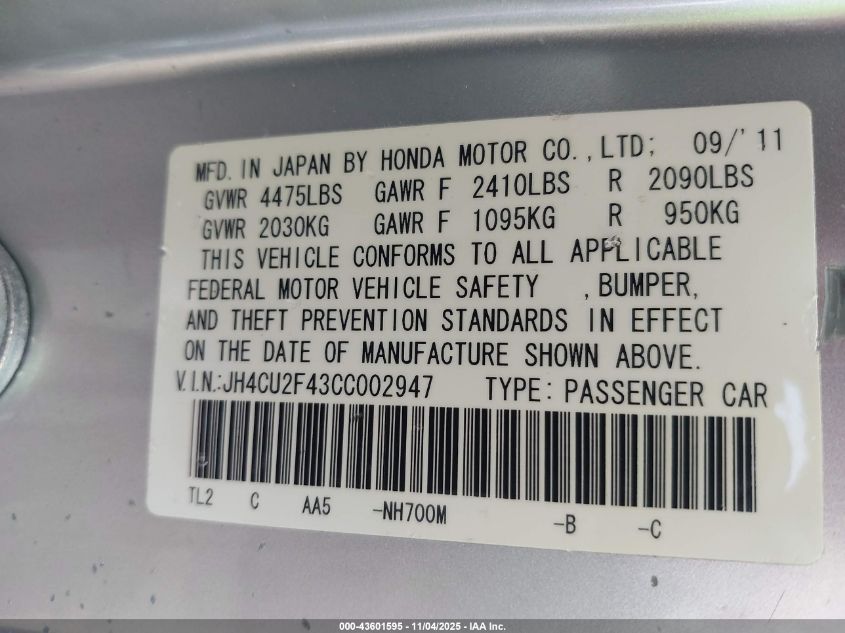 MFD. IN JAPAN BY HONDA MOTOR CO., LTD; 09/'11
GVWR 4475LBS GAWR F 2410LBS R 2090LBS
GVWR 2030KG GAWR F 1095KG R 950KG
THIS VEHICLE CONFORMS TO ALL APPLICABLE
FEDERAL MOTOR VEHICLE SAFETY , BUMPER,
AND THEFT PREVENTION STANDARDS IN EFFECT
ON THE DATE OF MANUFACTURE SHOWN ABOVE.
V.I.N.:JH4CU2F43CC002947 TYPE: PASSENGER CAR
TL2 C AA5 -NH700M -B -C
000-43601595 - 11/04/2025 - IAA Inc.